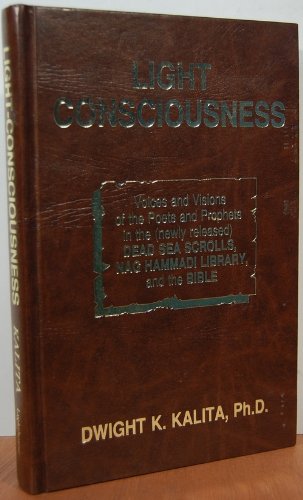 LIGHT
CONSCIOUSNESS
Voices and Visions
of the Poets and Prophets
in the (newly released)
DEAD SEA SCROLLS,
NAG HAMMADI LIBRARY,
and the BIBLE
DWIGHT K. KALITA, Ph.D.
LIGHT CONSCIOUSNESS KALITA